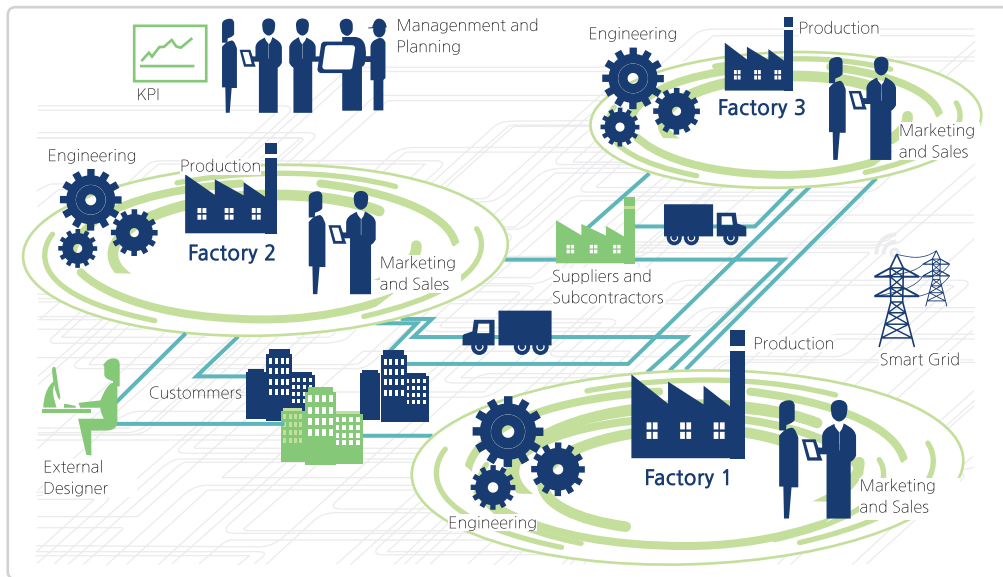 Managenment and
Planning
KPI
Engineering
Production
Factory 3
Marketing
and Sales
Engineering
Production
Factory 2
Marketing
and Sales
Suppliers and
Subcontractors
Smart Grid
Custommers
External
Designer
Production
Factory 1
Engineering
Marketing
and Sales